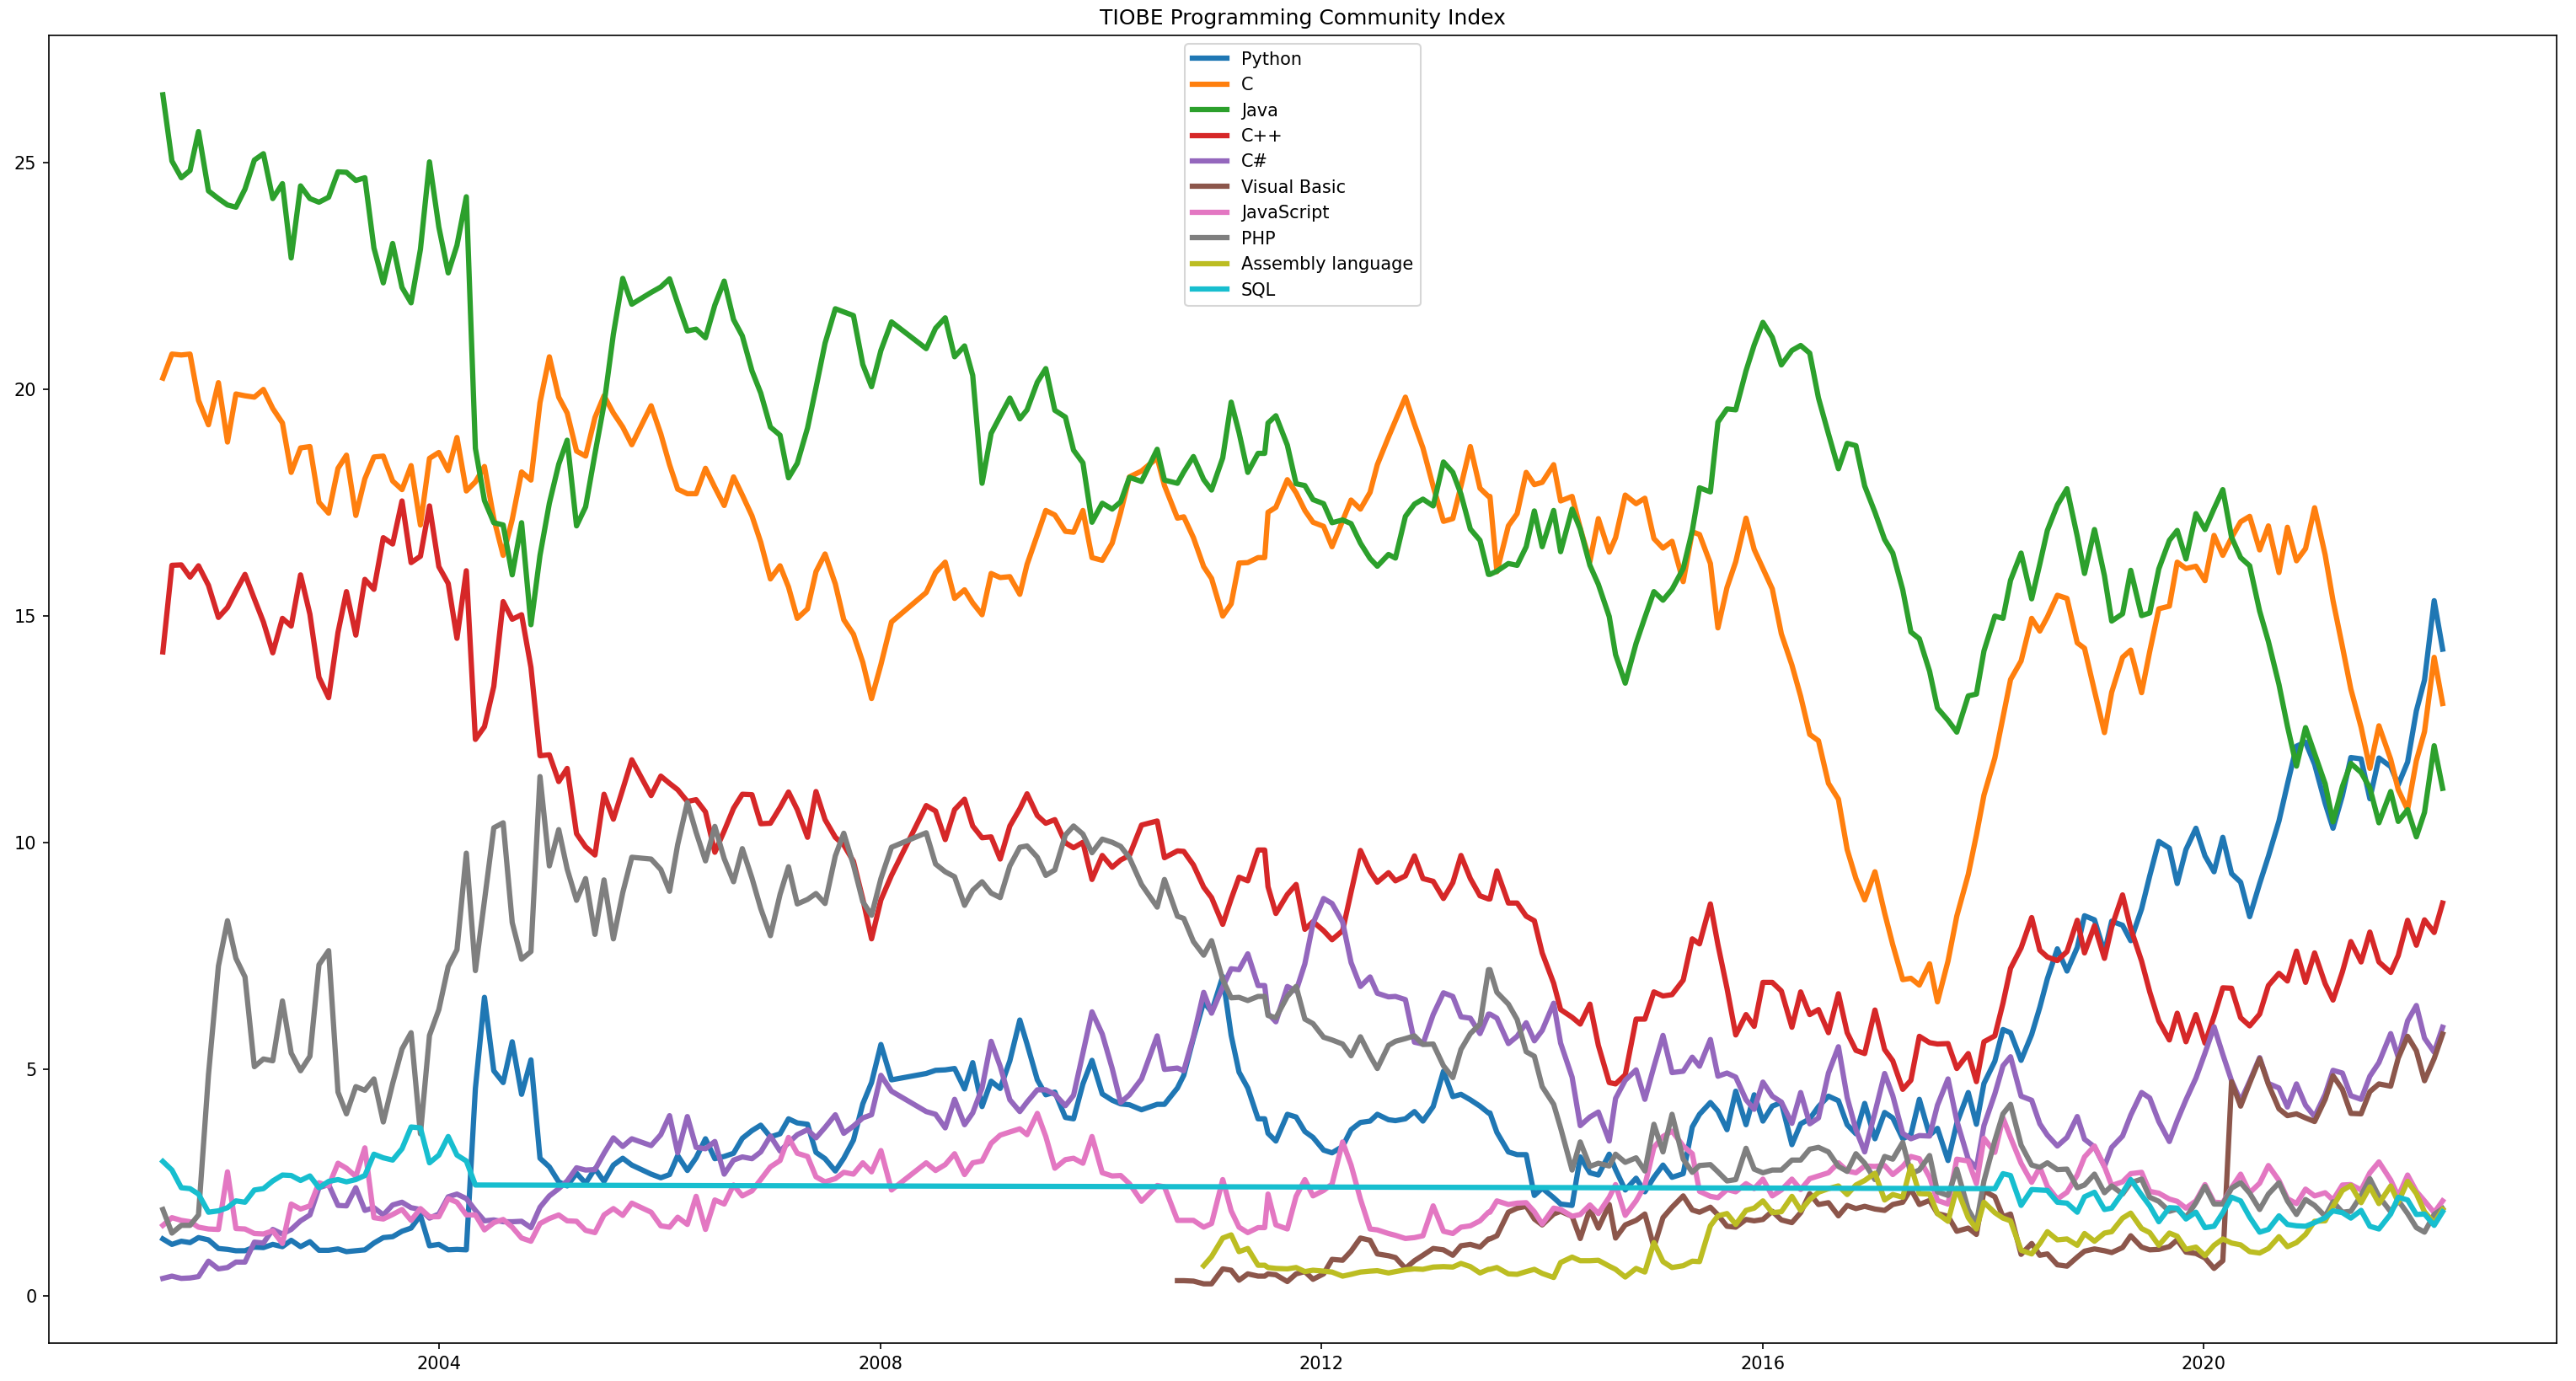 TIOBE Programming Community Index
Python
C
Java
C++
C#
Visual Basic
JavaScript
PHP
Assembly language
SQL
25
20
15
10
5
0
2004
2008
2012
2016
2020